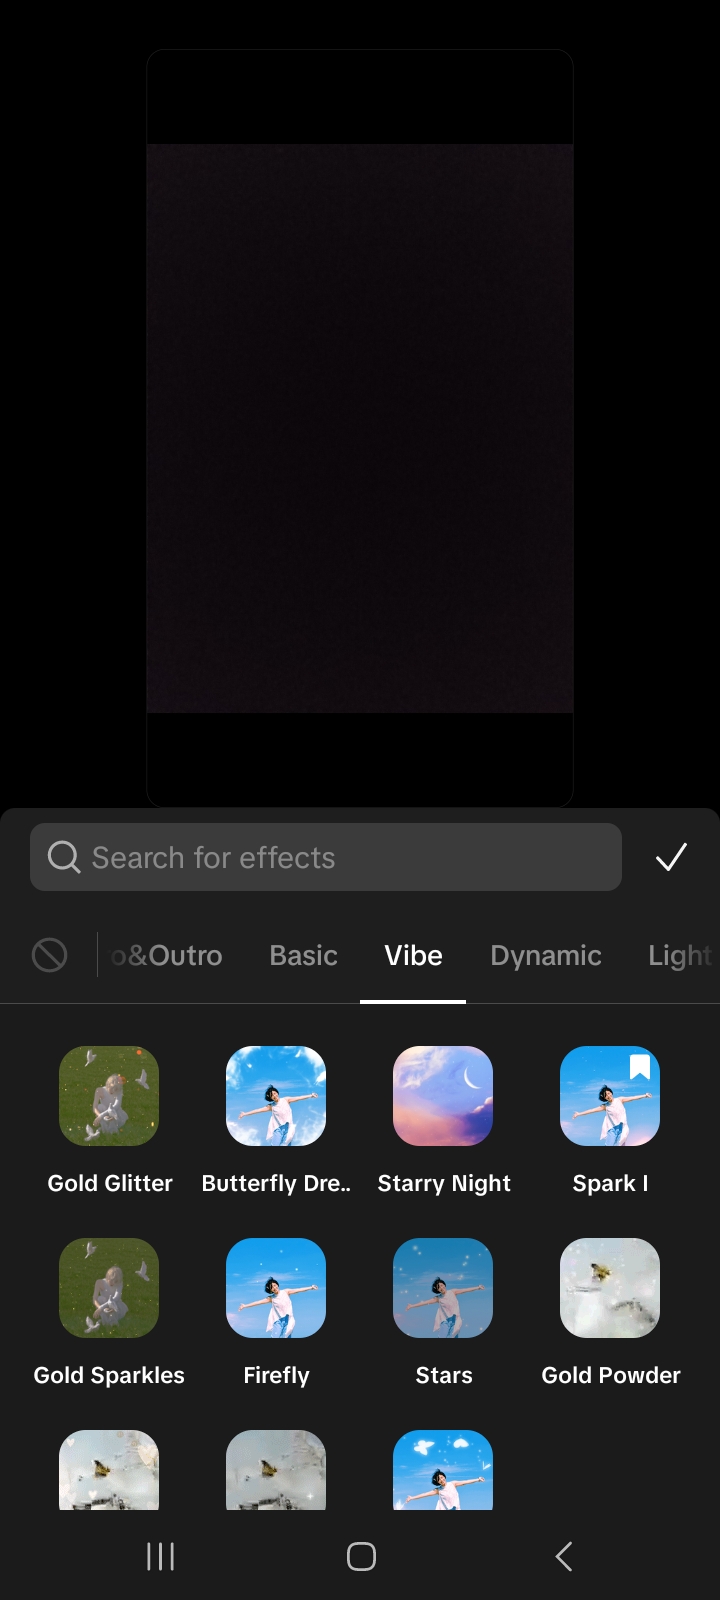 Search for effects
o&Outro Basic Vibe Dynamic Light
Gold Glitter Butterfly Dre.. Starry Night Spark I
Gold Sparkles Firefly Stars Gold Powder